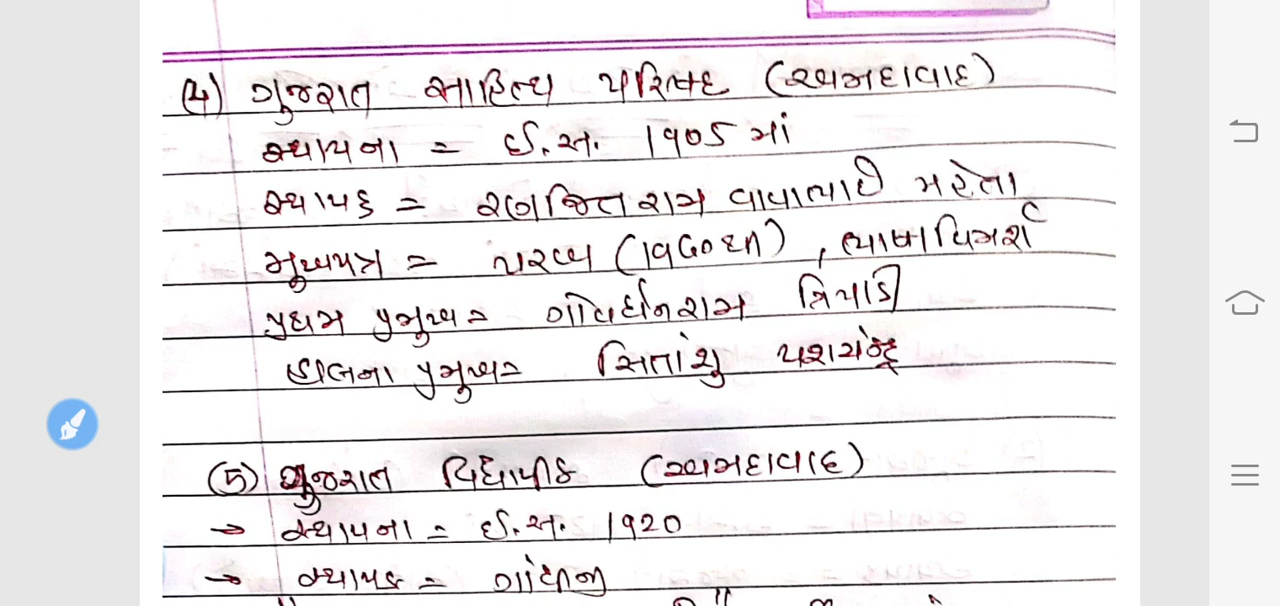 (4) ગુજરાત સાહિત્ય પરિષદ (અમદાવાદ)
સ્થાપના = ઈ.સ. 1905 માં
સ્થાપક = રણજિતરામ વાવાભાઈ મહેતા
મુખપત્ર = પરબ (1960થી), ભાષાવિમર્શ
પ્રથમ પ્રમુખ = ગોવર્ધનરામ ત્રિપાઠી
હાલના પ્રમુખ = સિતાંશુ યશચંદ્ર
(5) ગુજરાત વિદ્યાપીઠ (અમદાવાદ)
→ સ્થાપના = ઈ.સ. 1920
→ સ્થાપક = ગાંધીજી